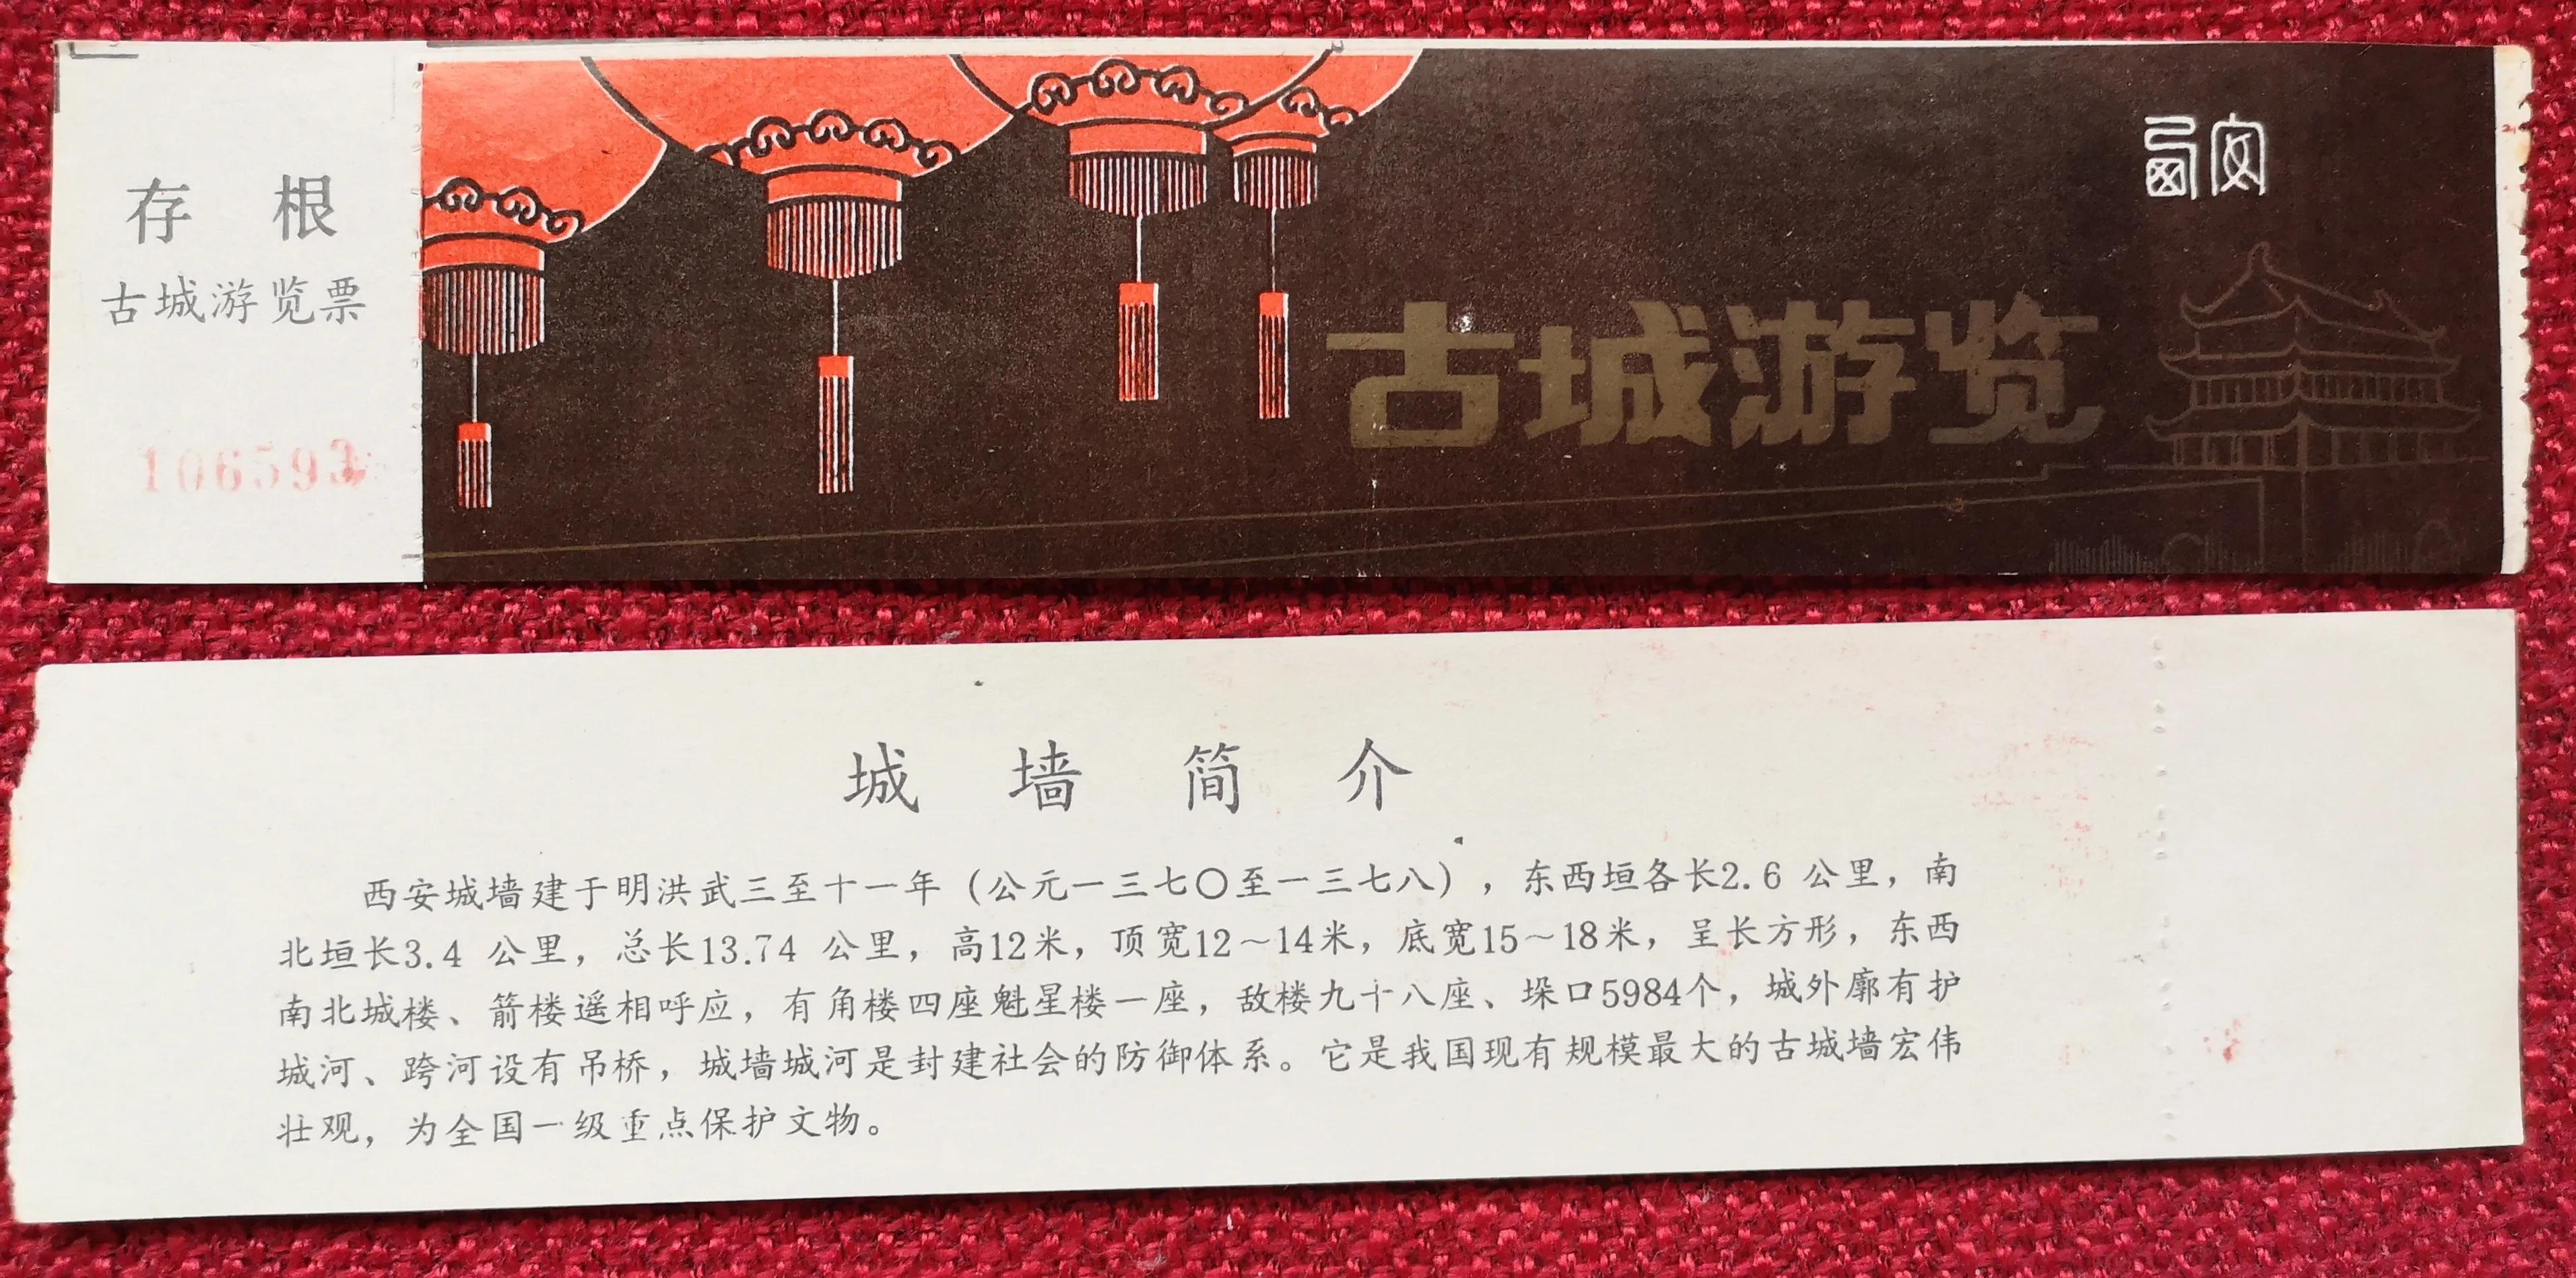 存根
古城游览票
106593
西安
古城游览
城墙简介
西安城墙建于明洪武三至十一年（公元一三七〇至一三七八），东西垣各长2.6 公里，南
北垣长3.4 公里，总长13.74 公里，高12米，顶宽12～14米，底宽15～18米，呈长方形，东西
南北城楼、箭楼遥相呼应，有角楼四座魁星楼一座，敌楼九十八座、垛口5984个，城外廓有护
城河、跨河设有吊桥，城墙城河是封建社会的防御体系。它是我国现有规模最大的古城墙宏伟
壮观，为全国一级重点保护文物。